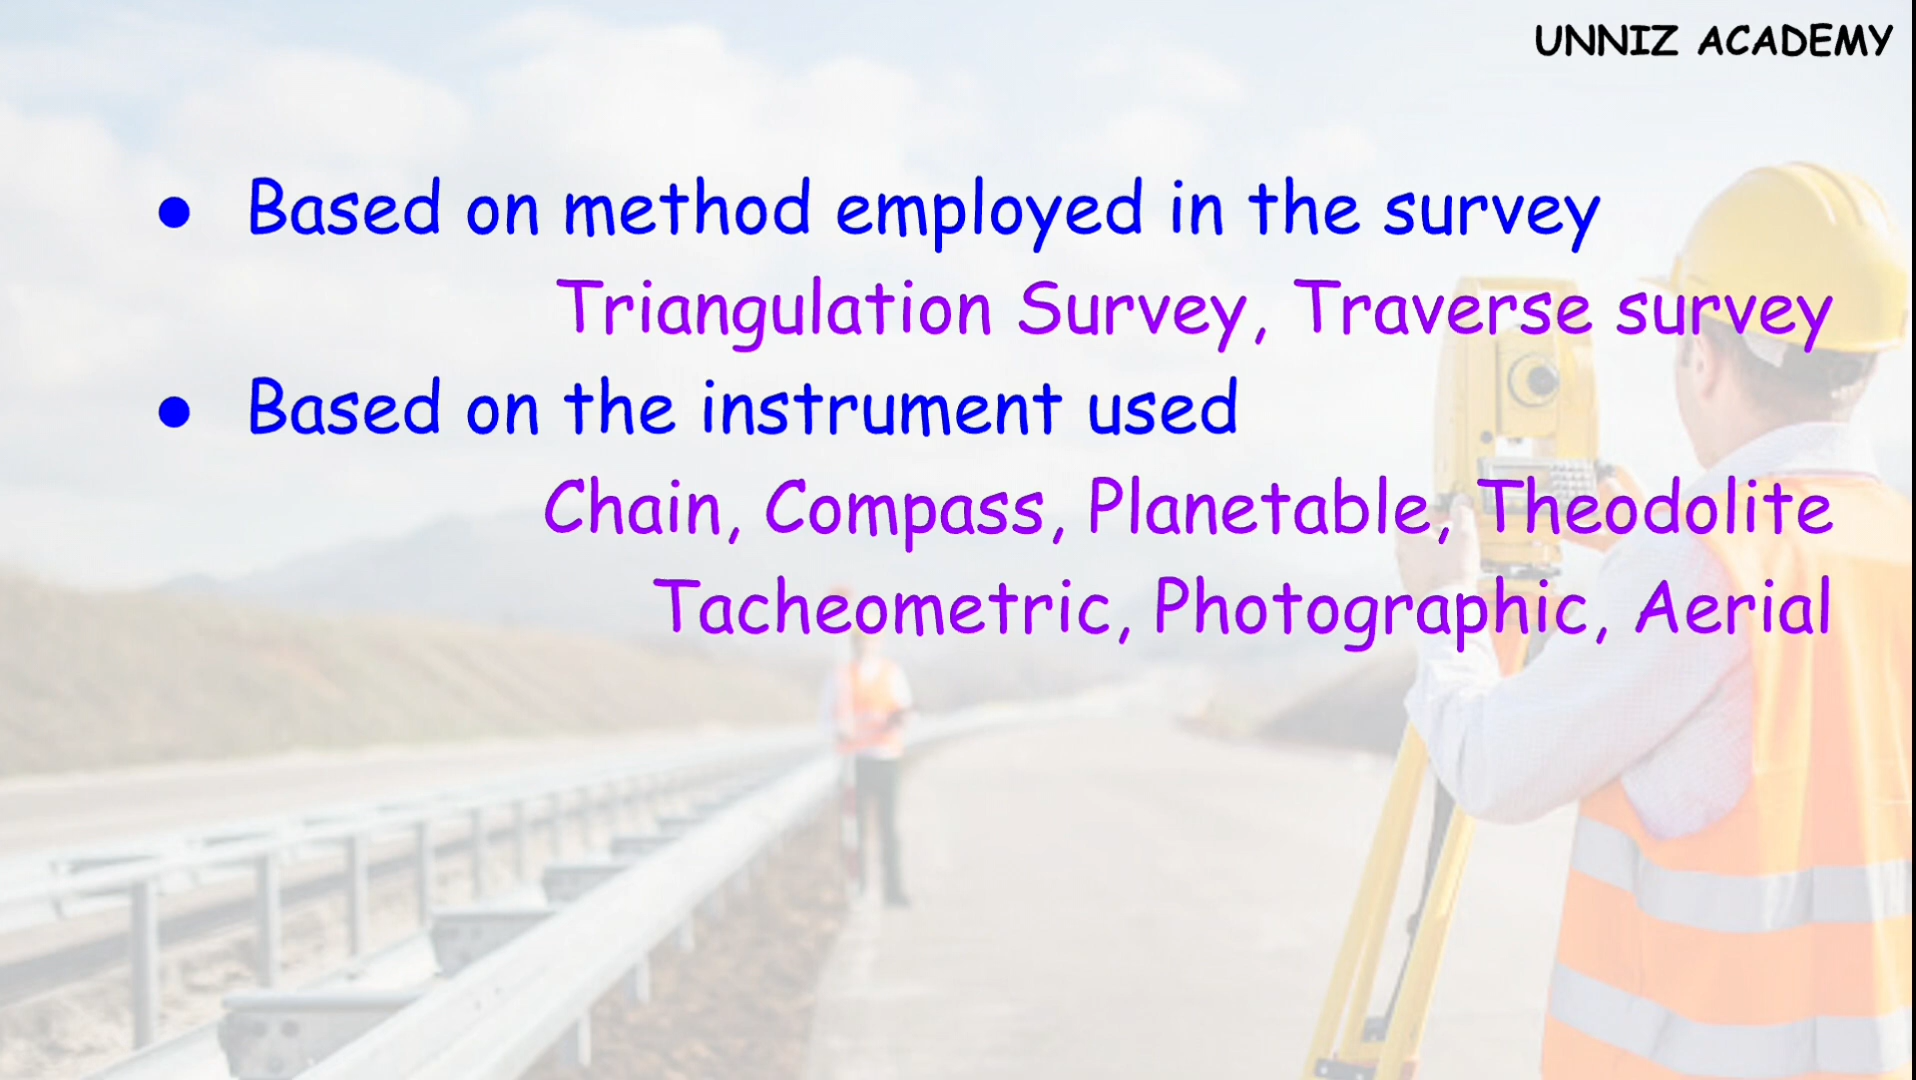 UNNIZ ACADEMY
● Based on method employed in the survey
Triangulation Survey, Traverse survey
● Based on the instrument used
Chain, Compass, Planetable, Theodolite
Tacheometric, Photographic, Aerial